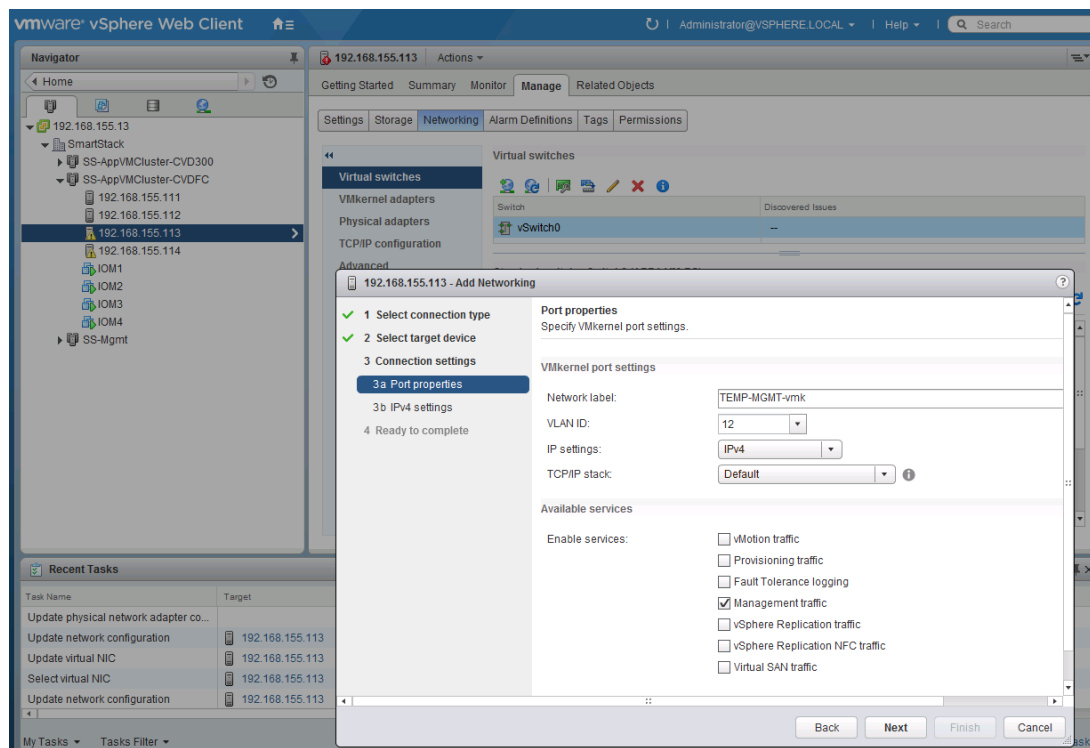 vmware® vSphere Web Client
Administrator@VSPHERE.LOCAL
Help
Search
Navigator
Home
192.168.155.13
SmartStack
SS-AppVMCluster-CVD300
SS-AppVMCluster-CVDFC
192.168.155.111
192.168.155.112
192.168.155.113
192.168.155.114
IOM1
IOM2
IOM3
IOM4
SS-Mgmt
192.168.155.113 Actions
Getting Started Summary Monitor Manage Related Objects
Settings Storage Networking Alarm Definitions Tags Permissions
Virtual switches
VMkernel adapters
Physical adapters
TCP/IP configuration
Advanced
Virtual switches
Switch Discovered Issues
vSwitch0 --
192.168.155.113 - Add Networking
1 Select connection type
2 Select target device
3 Connection settings
3a Port properties
3b IPv4 settings
4 Ready to complete
Port properties
Specify VMkernel port settings.
VMkernel port settings
Network label: TEMP-MGMT-vmk
VLAN ID: 12
IP settings: IPv4
TCP/IP stack: Default
Available services
Enable services: vMotion traffic
Provisioning traffic
Fault Tolerance logging
Management traffic
vSphere Replication traffic
vSphere Replication NFC traffic
Virtual SAN traffic
Back Next Finish Cancel
Recent Tasks
Task Name Target
Update physical network adapter co...
Update network configuration 192.168.155.113
Update virtual NIC 192.168.155.113
Select virtual NIC 192.168.155.113
Update network configuration 192.168.155.113
My Tasks Tasks Filter